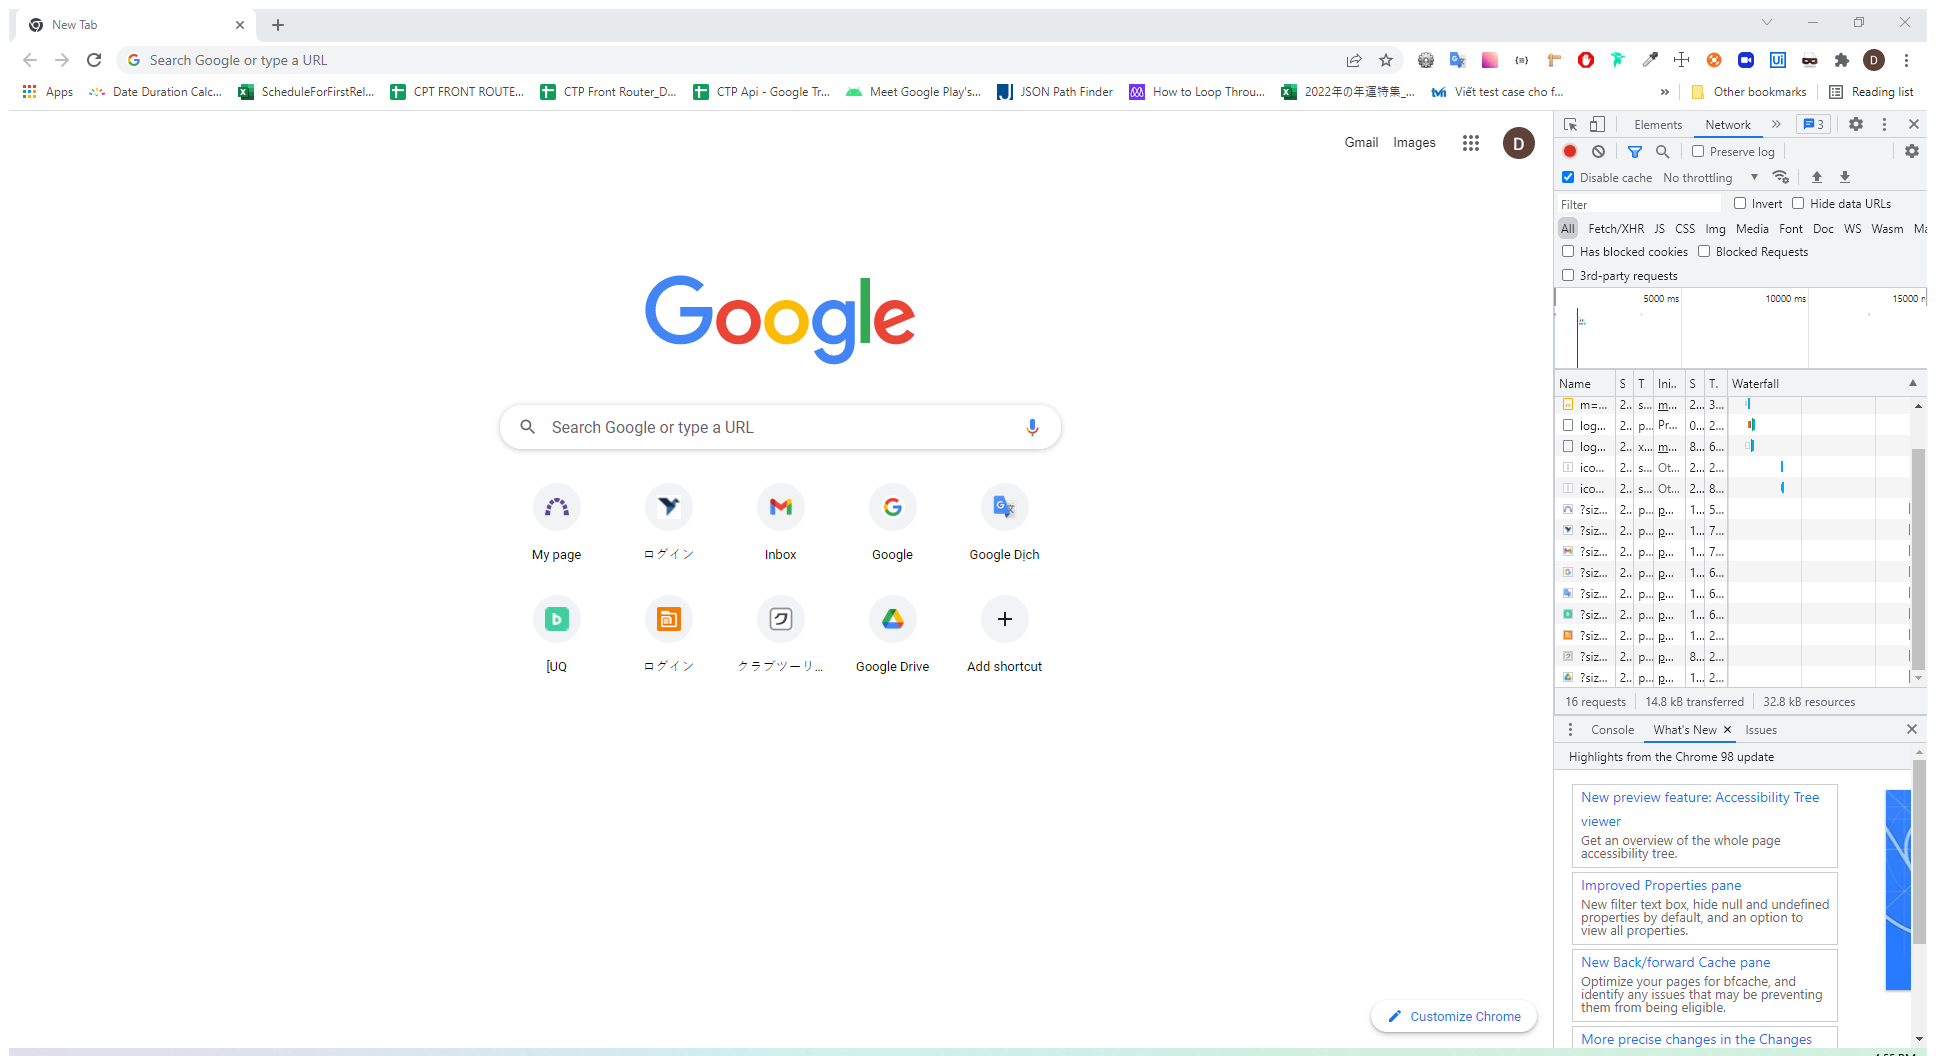 New Tab
Search Google or type a URL
Apps
Date Duration Calc...
ScheduleForFirstRel...
CPT FRONT ROUTE...
CTP Front Router_D...
CTP Api - Google Tr...
Meet Google Play's...
JSON Path Finder
How to Loop Throu...
2022年の年運特集_...
Viết test case cho f...
»
Other bookmarks
Reading list
Gmail
Images
D
Google
Search Google or type a URL
My page
ログイン
Inbox
Google
Google Dịch
[UQ
ログイン
クラブツーリ...
Google Drive
Add shortcut
Customize Chrome
Elements
Network
»
3
Preserve log
Disable cache
No throttling
Filter
Invert
Hide data URLs
All Fetch/XHR JS CSS Img Media Font Doc WS Wasm Ma
Has blocked cookies
Blocked Requests
3rd-party requests
5000 ms
10000 ms
15000 m
Name S T Ini.. S T. Waterfall
m=... 2.. s... m... 2... 3...
log... 2.. p... Pr... 0... 2...
log... 2.. x... m... 8... 6...
ico... 2.. s... Ot... 2... 2...
ico... 2.. s... Ot... 2... 8...
?siz... 2.. p... p... 1... 5...
?siz... 2.. p... p... 1... 7...
?siz... 2.. p... p... 1... 7...
?siz... 2.. p... p... 1... 6...
?siz... 2.. p... p... 1... 6...
?siz... 2.. p... p... 1... 6...
?siz... 2.. p... p... 1... 2...
?siz... 2.. p... p... 8... 2...
?siz... 2.. p... p... 1... 2...
16 requests
14.8 kB transferred
32.8 kB resources
Console
What's New
Issues
Highlights from the Chrome 98 update
New preview feature: Accessibility Tree
viewer
Get an overview of the whole page
accessibility tree.
Improved Properties pane
New filter text box, hide null and undefined
properties by default, and an option to
view all properties.
New Back/forward Cache pane
Optimize your pages for bfcache, and
identify any issues that may be preventing
them from being eligible.
More precise changes in the Changes